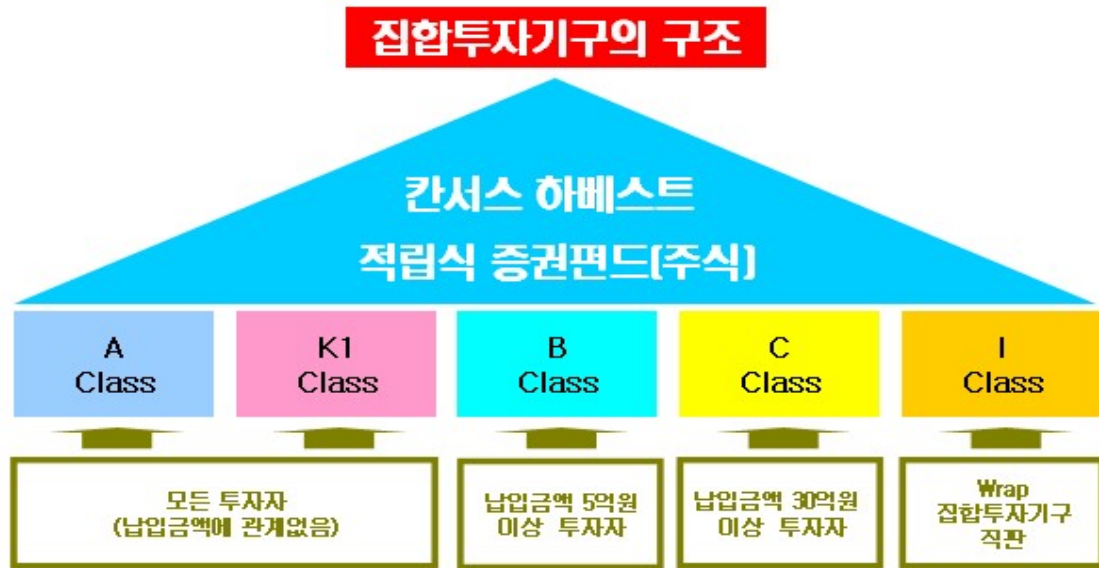 집합투자기구의 구조
칸서스 하베스트
적립식 증권펀드(주식)
A
Class
K1
Class
B
Class
C
Class
I
Class
모든 투자자
(납입금액에 관계없음)
납입금액 5억원
이상 투자자
납입금액 30억원
이상 투자자
Wrap
집합투자기구
직판